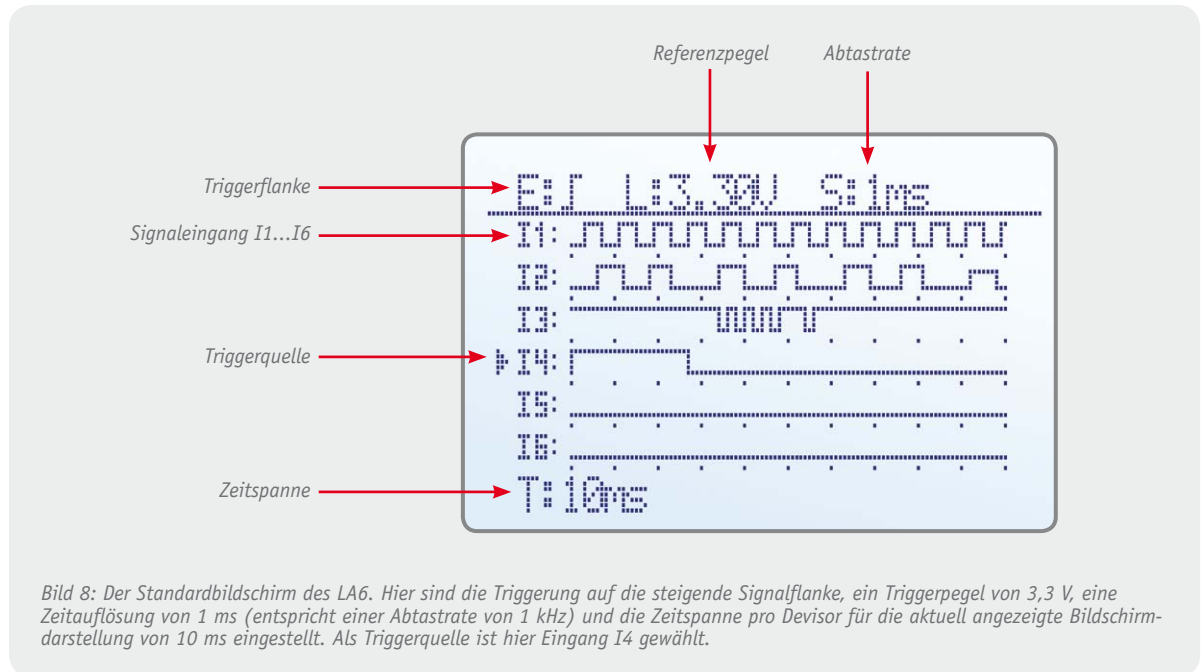 Referenzpegel
Abtastrate
Triggerflanke
E:ʃ L:3.30V S:1ms
Signaleingang I1...I6
I1:
I2:
I3:
Triggerquelle
I4:
I5:
I6:
Zeitspanne
T:10ms
Bild 8: Der Standardbildschirm des LA6. Hier sind die Triggerung auf die steigende Signalflanke, ein Triggerpegel von 3,3 V, eine
Zeitauflösung von 1 ms (entspricht einer Abtastrate von 1 kHz) und die Zeitspanne pro Devisor für die aktuell angezeigte Bildschirm-
darstellung von 10 ms eingestellt. Als Triggerquelle ist hier Eingang I4 gewählt.